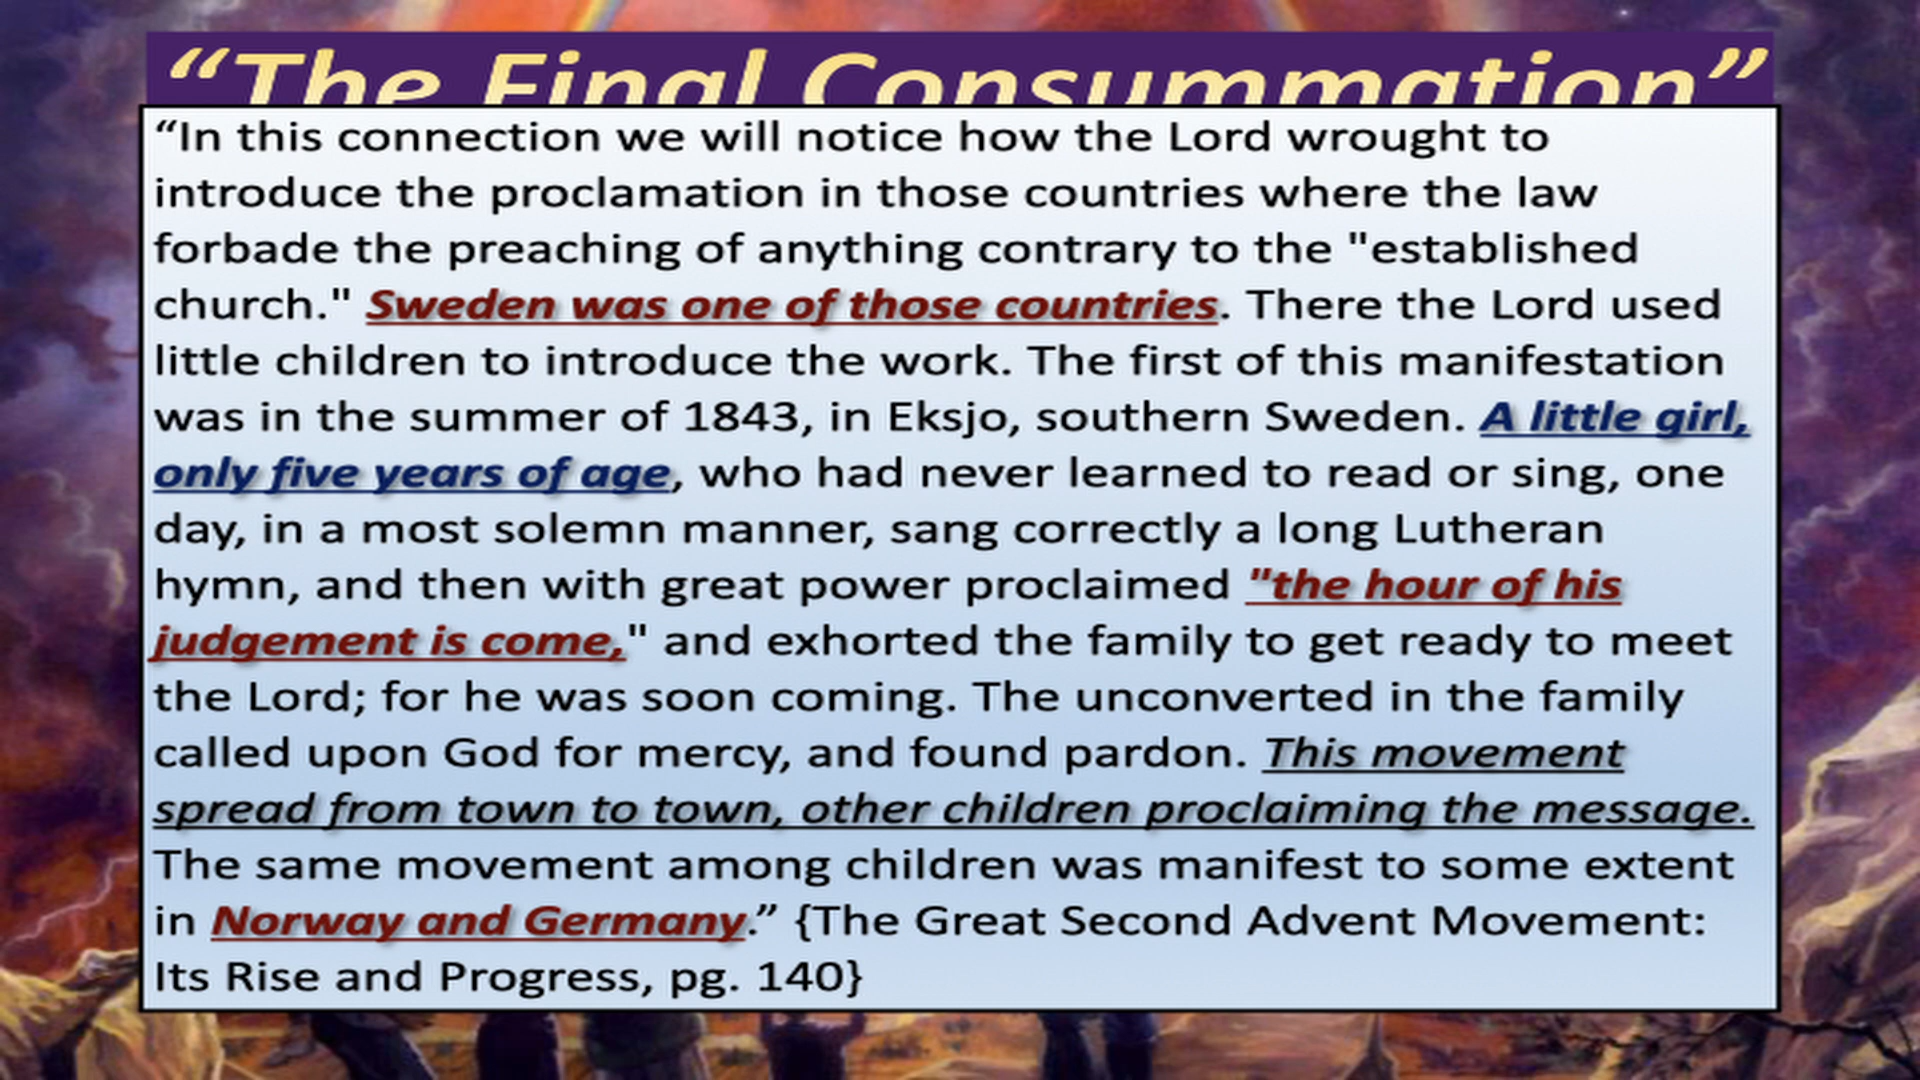 “The Final Consummation”
“In this connection we will notice how the Lord wrought to
introduce the proclamation in those countries where the law
forbade the preaching of anything contrary to the "established
church." Sweden was one of those countries. There the Lord used
little children to introduce the work. The first of this manifestation
was in the summer of 1843, in Eksjo, southern Sweden. A little girl,
only five years of age, who had never learned to read or sing, one
day, in a most solemn manner, sang correctly a long Lutheran
hymn, and then with great power proclaimed "the hour of his
judgement is come," and exhorted the family to get ready to meet
the Lord; for he was soon coming. The unconverted in the family
called upon God for mercy, and found pardon. This movement
spread from town to town, other children proclaiming the message.
The same movement among children was manifest to some extent
in Norway and Germany.” {The Great Second Advent Movement:
Its Rise and Progress, pg. 140}